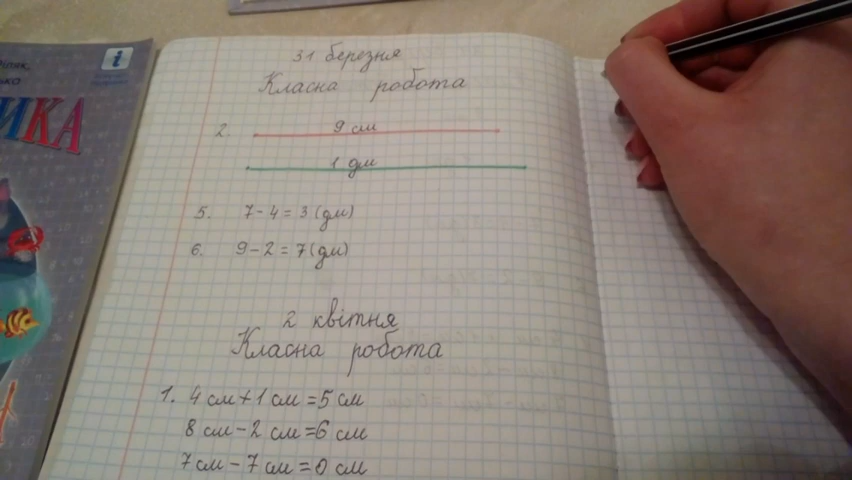 31 березня
Класна робота
2. 9 см
1 дм
5. 7 - 4 = 3 (дм)
6. 9 - 2 = 7 (дм)
2 квітня
Класна робота
1. 4 см + 1 см = 5 см
8 см - 2 см = 6 см
7 см - 7 см = 0 см
ИКА
i